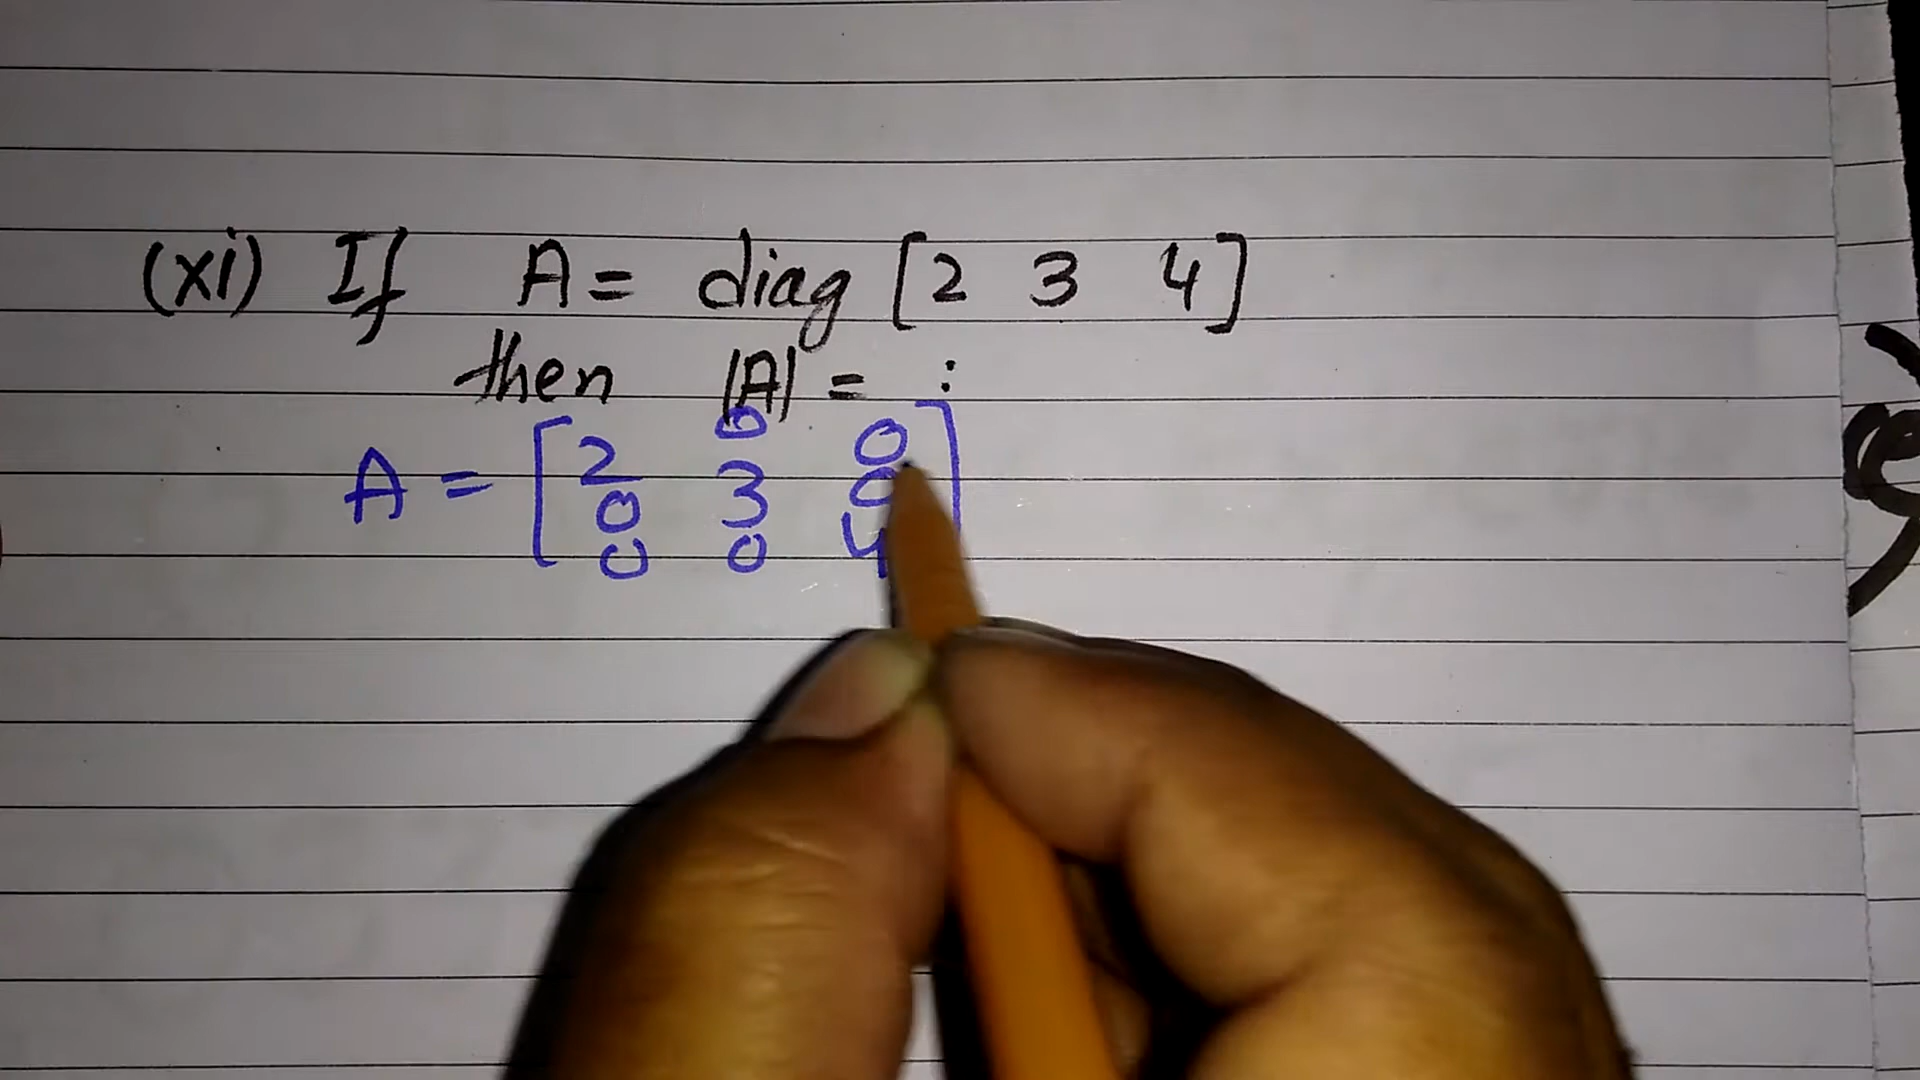 (xi) If A = diag [2 3 4]
then |A| = :
A = [2 0 0
0 3 0
0 0 4]